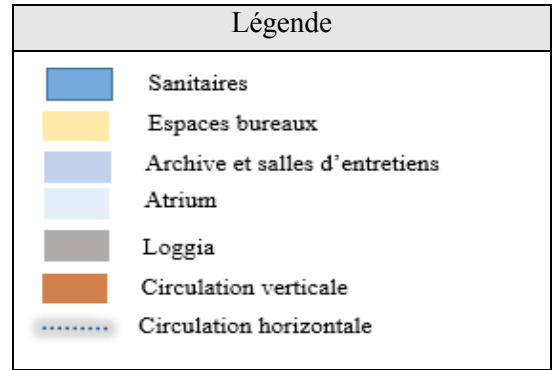 Légende
Sanitaires
Espaces bureaux
Archive et salles d’entretiens
Atrium
Loggia
Circulation verticale
Circulation horizontale